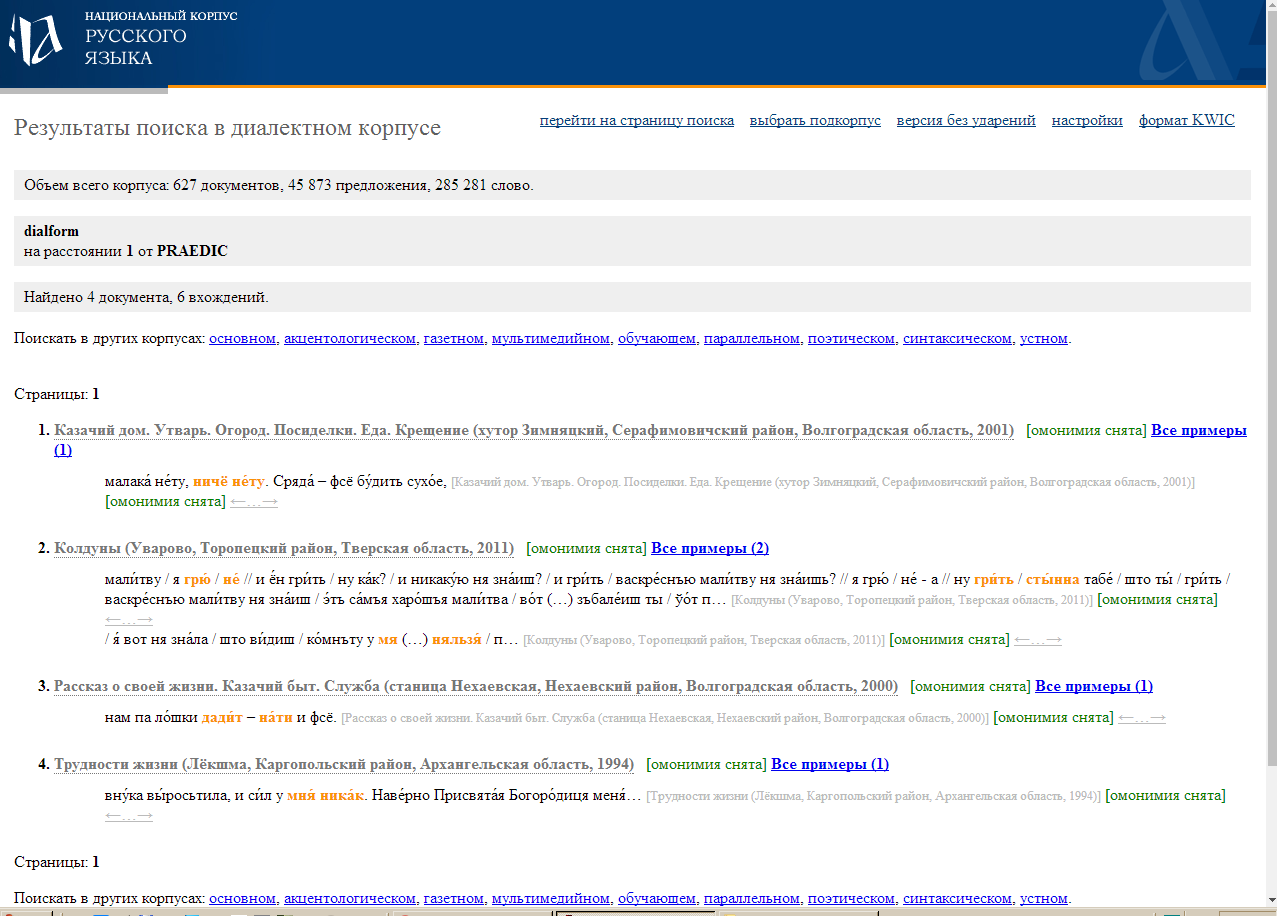 НАЦИОНАЛЬНЫЙ КОРПУС
РУССКОГО
ЯЗЫКА
Результаты поиска в диалектном корпусе
перейти на страницу поиска выбрать подкорпус версия без ударений настройки формат KWIC
Объем всего корпуса: 627 документов, 45 873 предложения, 285 281 слово.
dialform
на расстоянии 1 от PRAEDIC
Найдено 4 документа, 6 вхождений.
Поискать в других корпусах: основном, акцентологическом, газетном, мультимедийном, обучающем, параллельном, поэтическом, синтаксическом, устном.
Страницы: 1
1. Казачий дом. Утварь. Огород. Посиделки. Еда. Крещение (хутор Зимняцкий, Серафимовичский район, Волгоградская область, 2001) [омонимия снята] Все примеры
(1)
малака́ не́ту, ничё не́ту. Сряда́ – фсё бу́дить сухо́е, [Казачий дом. Утварь. Огород. Посиделки. Еда. Крещение (хутор Зимняцкий, Серафимовичский район, Волгоградская область, 2001)]
[омонимия снята] ←…→
2. Колдуны (Уварово, Торопецкий район, Тверская область, 2011) [омонимия снята] Все примеры (2)
мали́тву / я грю́ / не́ // и ё́н гри́ть / ну ка́к? / и никаку́ю ня зна́иш? / и гри́ть / васкре́снъю мали́тву ня зна́ишь? // я грю́ / не́ - а // ну гри́ть / сты́нна табе́ / што ты́ / гри́ть /
васкре́снъю мали́тву ня зна́иш / э́тъ са́мъя харо́шъя мали́тва / во́т (…) зъбале́иш ты / ў́от п… [Колдуны (Уварово, Торопецкий район, Тверская область, 2011)] [омонимия снята]
←…→
/ я́ вот ня зна́ла / што ви́диш / ко́мнъту у мя (…) няльзя́ / п… [Колдуны (Уварово, Торопецкий район, Тверская область, 2011)] [омонимия снята] ←…→
3. Рассказ о своей жизни. Казачий быт. Служба (станица Нехаевская, Нехаевский район, Волгоградская область, 2000) [омонимия снята] Все примеры (1)
нам па ло́шки дади́т – на́ти и фсё. [Рассказ о своей жизни. Казачий быт. Служба (станица Нехаевская, Нехаевский район, Волгоградская область, 2000)] [омонимия снята] ←…→
4. Трудности жизни (Лёкшма, Каргопольский район, Архангельская область, 1994) [омонимия снята] Все примеры (1)
вну́ка вы́росьтила, и си́л у мня́ ника́к. Наве́рно Присвята́я Богоро́диця меня́… [Трудности жизни (Лёкшма, Каргопольский район, Архангельская область, 1994)] [омонимия снята]
←…→
Страницы: 1
Поискать в других корпусах: основном, акцентологическом, газетном, мультимедийном, обучающем, параллельном, поэтическом, синтаксическом, устном.